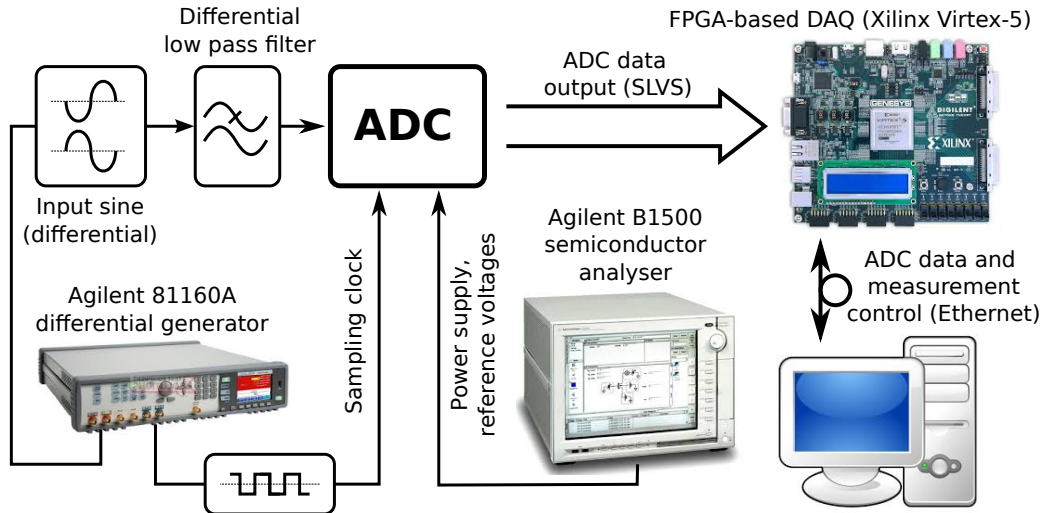 Differential
low pass filter
FPGA-based DAQ (Xilinx Virtex-5)
ADC data
output (SLVS)
ADC
GENESYS
DIGILENT
XILINX
Input sine
(differential)
Agilent 81160A
differential generator
Sampling clock
Power supply,
reference voltages
Agilent B1500
semiconductor
analyser
ADC data and
measurement
control (Ethernet)